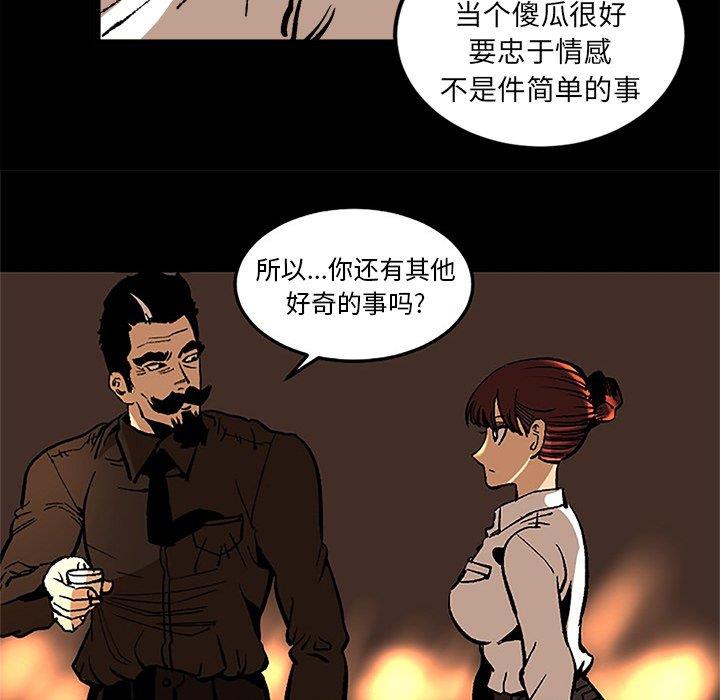 当个傻瓜很好
要忠于情感
不是件简单的事
所以...你还有其他
好奇的事吗?